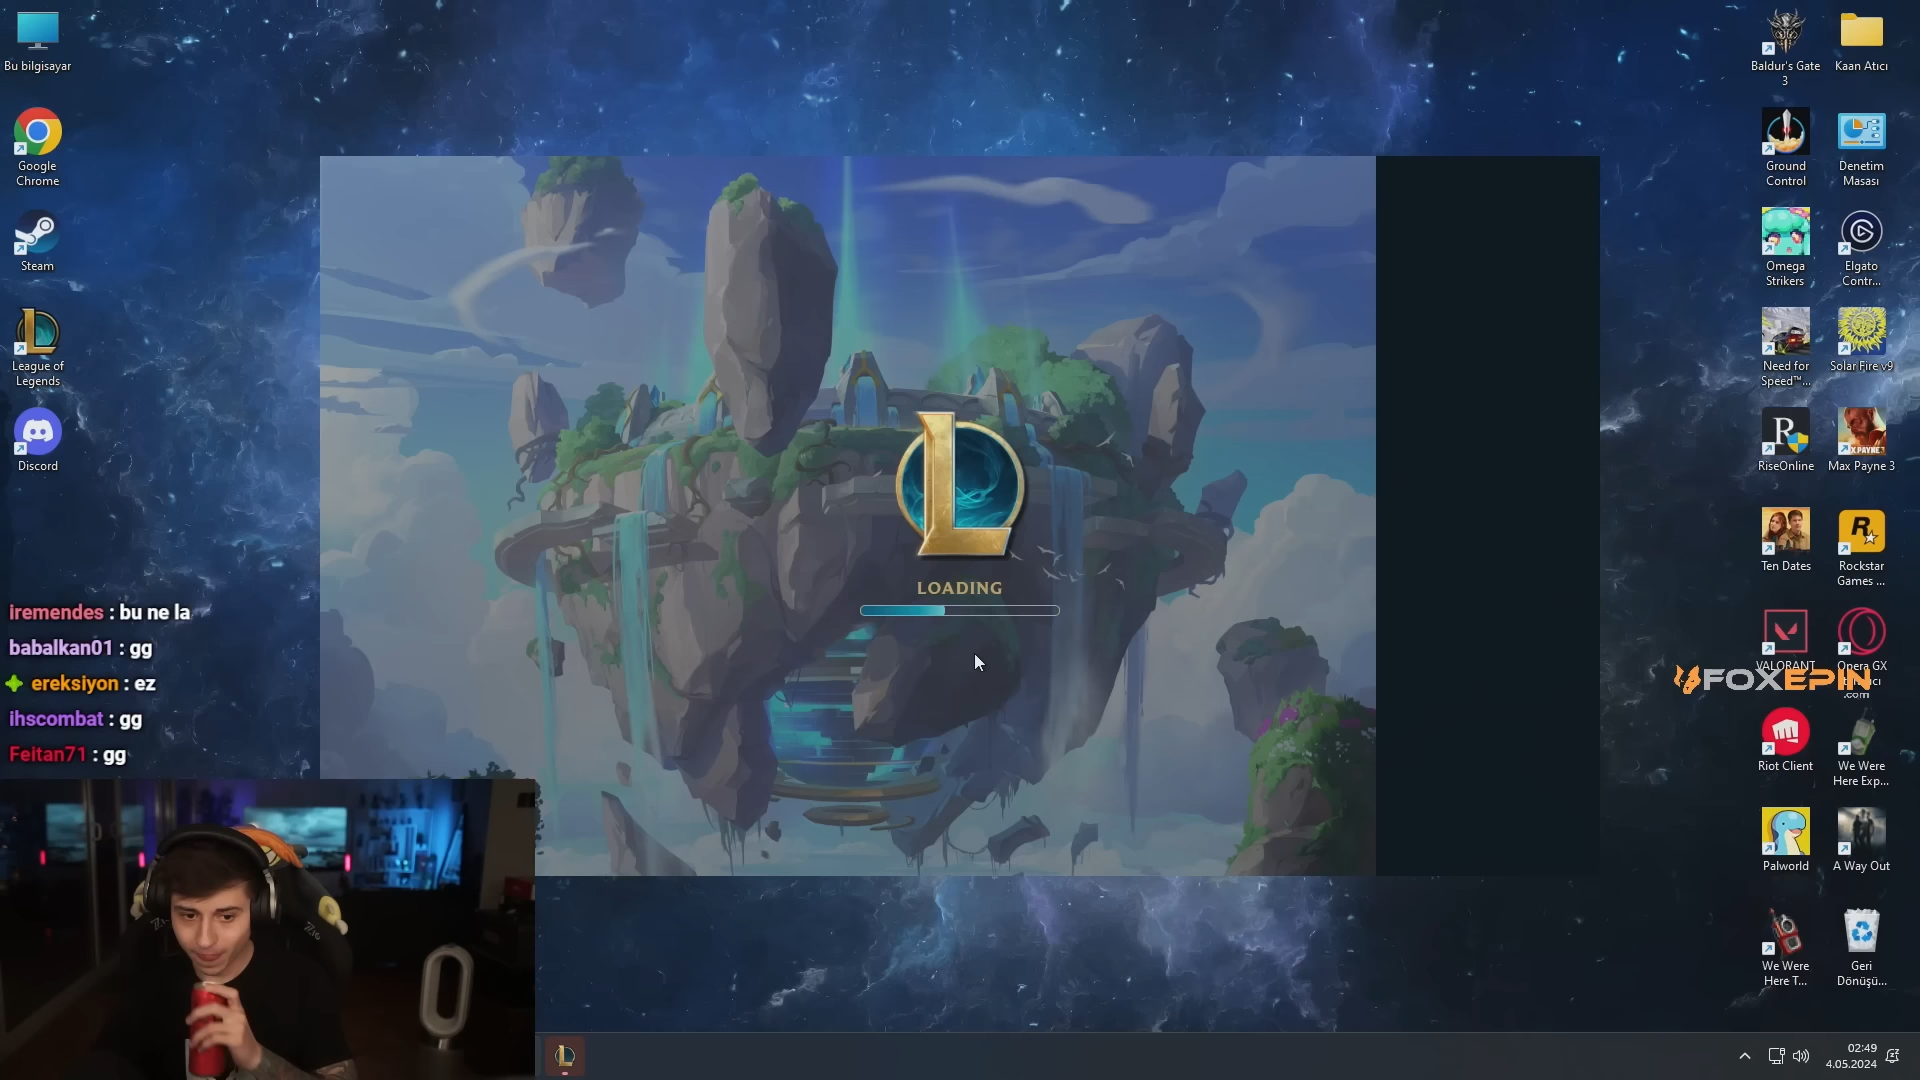 Bu bilgisayar
Google
Chrome
Steam
League of
Legends
Discord
Baldur's Gate
3
Kaan Atıcı
Ground
Control
Denetim
Masası
Omega
Strikers
Elgato
Contr...
Need for
Speed™...
Solar Fire v9
RiseOnline
Max Payne 3
Ten Dates
Rockstar
Games ...
VALORANT
Opera GX
FOXEPIN
.com
Riot Client
We Were
Here Exp...
Palworld
A Way Out
We Were
Here T...
Geri
Dönüşü...
LOADING
iremendes : bu ne la
babalkan01 : gg
ereksiyon : ez
ihscombat : gg
Feitan71 : gg
02:49
4.05.2024